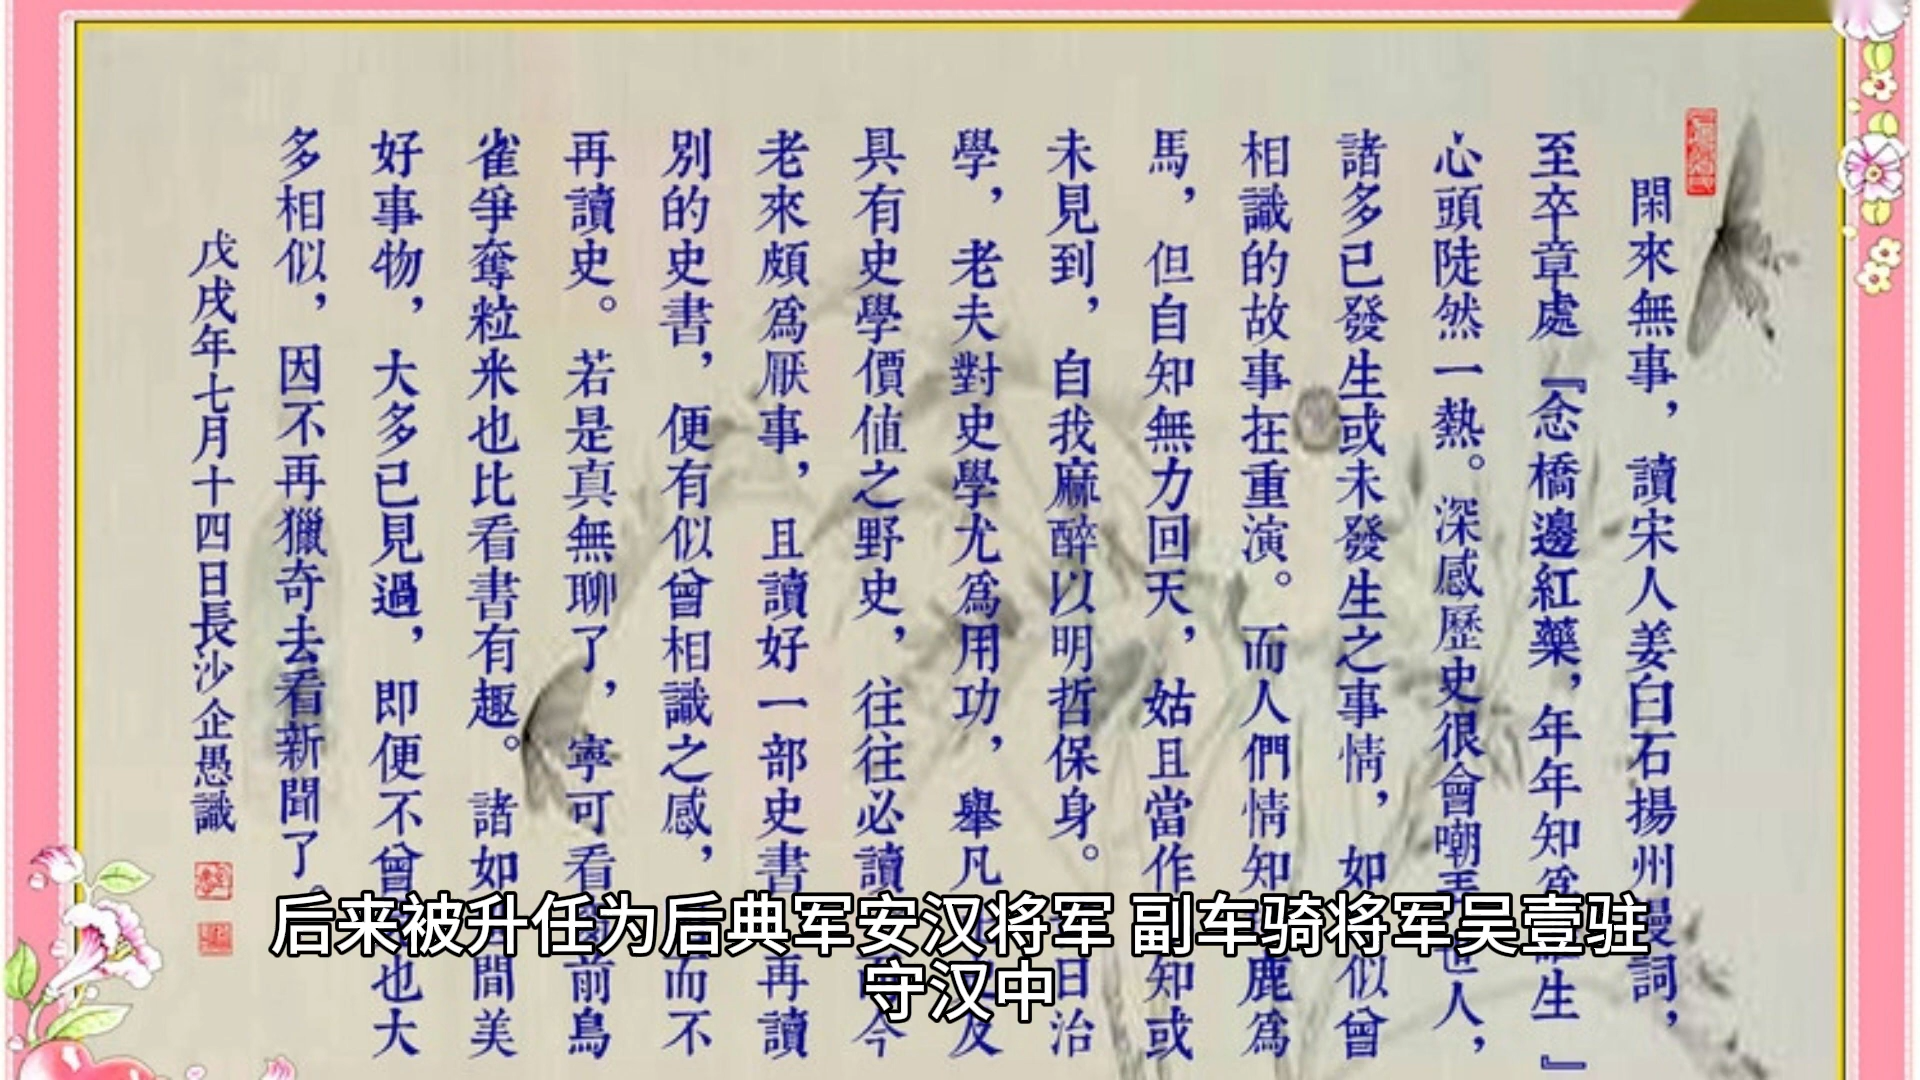 閑來無事，讀宋人姜白石揚州慢詞，
至卒章處『念橋邊紅藥，年年知爲生』
心頭陡然一熱。深感歷史很會嘲世人，
諸多已發生或未發生之事情，如似曾
相識的故事在重演。而人們情知鹿爲
馬，但自知無力回天，姑且當作知或
未見到，自我麻醉以明哲保身。日治
學，老夫對史學尤爲用功，舉凡及
具有史學價值之野史，往往必讀今
老來頗爲厭事，且讀好一部史書再讀
別的史書，便有似曾相識之感，而不
再讀史。若是真無聊了，寧可看前鳥
雀爭奪粒米也比看書有趣。諸如間美
好事物，大多已見過，即便不曾也大
多相似，因不再獵奇去看新聞了。
戊戌年七月十四日長沙企愚識
后来被升任为后典军安汉将军 副车骑将军吴壹驻
守汉中